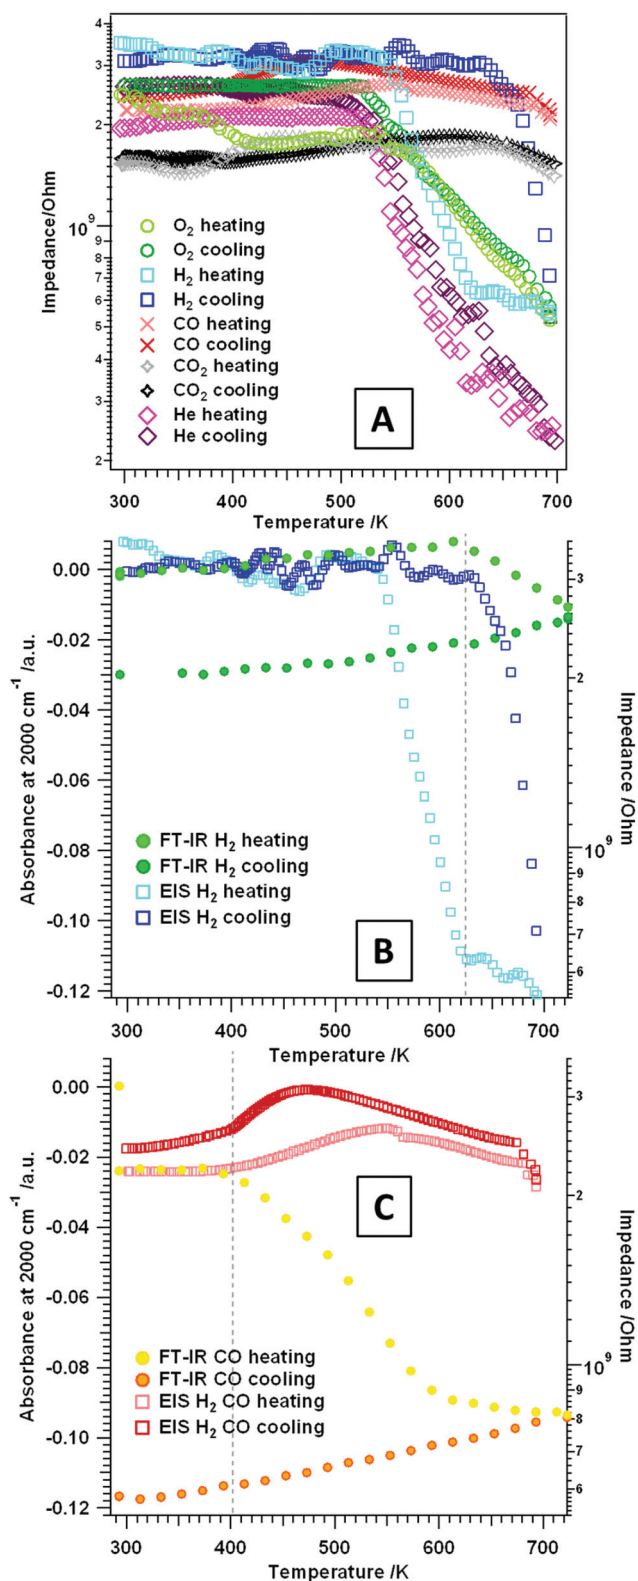 4
3
2
10⁹
9
8
7
6
5
4
3
2
Impedance/Ohm
O₂ heating
O₂ cooling
H₂ heating
H₂ cooling
CO heating
CO cooling
CO₂ heating
CO₂ cooling
He heating
He cooling
A
300 400 500 600 700
Temperature /K
0.00
-0.02
-0.04
-0.06
-0.08
-0.10
-0.12
Absorbance at 2000 cm⁻¹ /a.u.
FT-IR H₂ heating
FT-IR H₂ cooling
EIS H₂ heating
EIS H₂ cooling
B
3
2
10⁹
9
8
7
6
Impedance /Ohm
300 400 500 600 700
Temperature /K
0.00
-0.02
-0.04
-0.06
-0.08
-0.10
-0.12
Absorbance at 2000 cm⁻¹ /a.u.
C
FT-IR CO heating
FT-IR CO cooling
EIS H₂ CO heating
EIS H₂ CO cooling
3
2
10⁹
9
8
7
6
Impedance /Ohm
300 400 500 600 700
Temperature /K